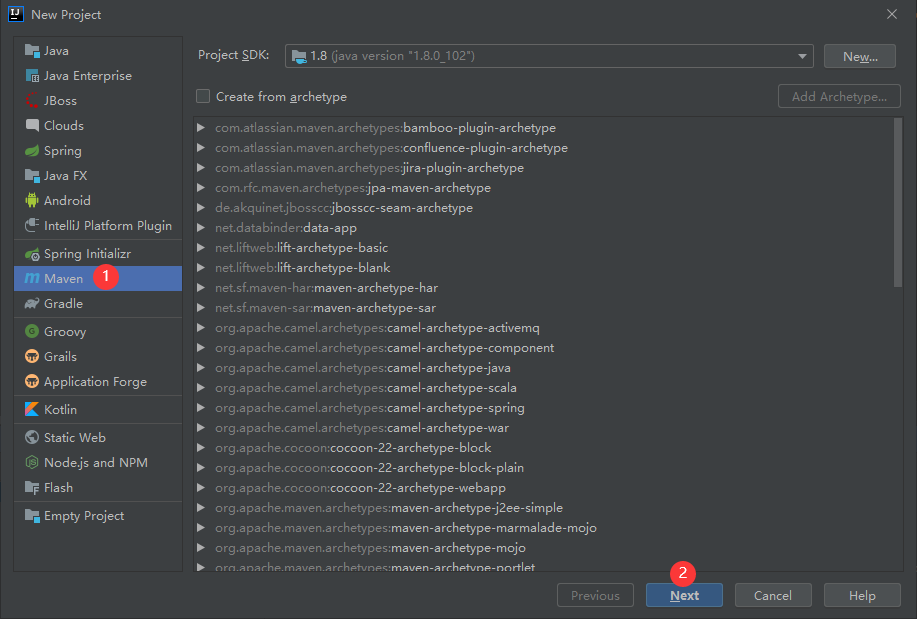 New Project
Java
Java Enterprise
JBoss
Clouds
Spring
Java FX
Android
IntelliJ Platform Plugin
Spring Initializr
Maven 1
Gradle
Groovy
Grails
Application Forge
Kotlin
Static Web
Node.js and NPM
Flash
Empty Project
Project SDK: 1.8 (java version "1.8.0_102") New...
Create from archetype Add Archetype...
com.atlassian.maven.archetypes:bamboo-plugin-archetype
com.atlassian.maven.archetypes:confluence-plugin-archetype
com.atlassian.maven.archetypes:jira-plugin-archetype
com.rfc.maven.archetypes:jpa-maven-archetype
de.akquinet.jbosscc:jbosscc-seam-archetype
net.databinder:data-app
net.liftweb:lift-archetype-basic
net.liftweb:lift-archetype-blank
net.sf.maven-har:maven-archetype-har
net.sf.maven-sar:maven-archetype-sar
org.apache.camel.archetypes:camel-archetype-activemq
org.apache.camel.archetypes:camel-archetype-component
org.apache.camel.archetypes:camel-archetype-java
org.apache.camel.archetypes:camel-archetype-scala
org.apache.camel.archetypes:camel-archetype-spring
org.apache.camel.archetypes:camel-archetype-war
org.apache.cocoon:cocoon-22-archetype-block
org.apache.cocoon:cocoon-22-archetype-block-plain
org.apache.cocoon:cocoon-22-archetype-webapp
org.apache.maven.archetypes:maven-archetype-j2ee-simple
org.apache.maven.archetypes:maven-archetype-marmalade-mojo
org.apache.maven.archetypes:maven-archetype-mojo
org.apache.maven.archetypes:maven-archetype-portlet
2
Previous Next Cancel Help